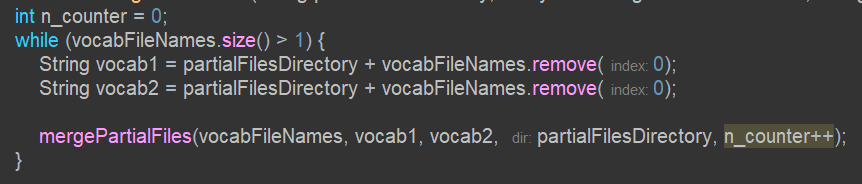 int n_counter = 0;
while (vocabFileNames.size() > 1) {
String vocab1 = partialFilesDirectory + vocabFileNames.remove( index: 0);
String vocab2 = partialFilesDirectory + vocabFileNames.remove( index: 0);
mergePartialFiles(vocabFileNames, vocab1, vocab2, dir: partialFilesDirectory, n_counter++);
}